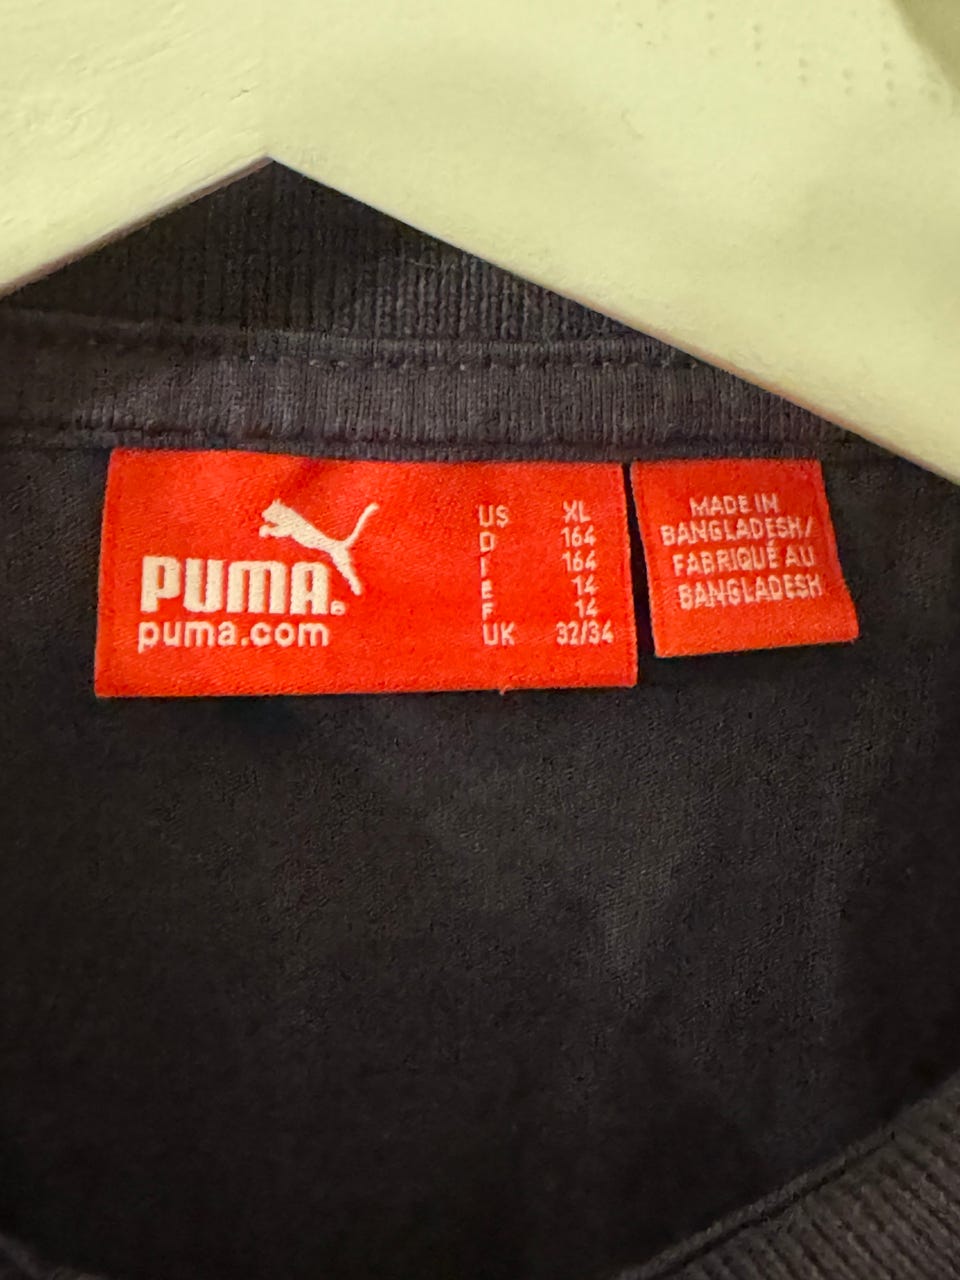 PUMA®
puma.com
US XL
D 164
I 164
E 14
F 14
UK 32/34
MADE IN
BANGLADESH/
FABRIQUÉ AU
BANGLADESH